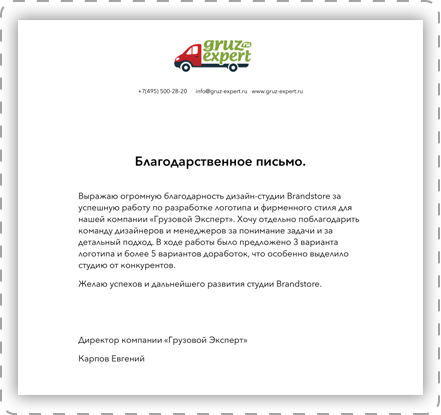 gruz.ru
expert
+7(495) 500-28-20 info@gruz-expert.ru www.gruz-expert.ru
Благодарственное письмо.
Выражаю огромную благодарность дизайн-студии Brandstore за
успешную работу по разработке логотипа и фирменного стиля для
нашей компании «Грузовой Эксперт». Хочу отдельно поблагодарить
команду дизайнеров и менеджеров за понимание задачи и за
детальный подход. В ходе работы было предложено 3 варианта
логотипа и более 5 вариантов доработок, что особенно выделило
студию от конкурентов.
Желаю успехов и дальнейшего развития студии Brandstore.
Директор компании «Грузовой Эксперт»
Карпов Евгений